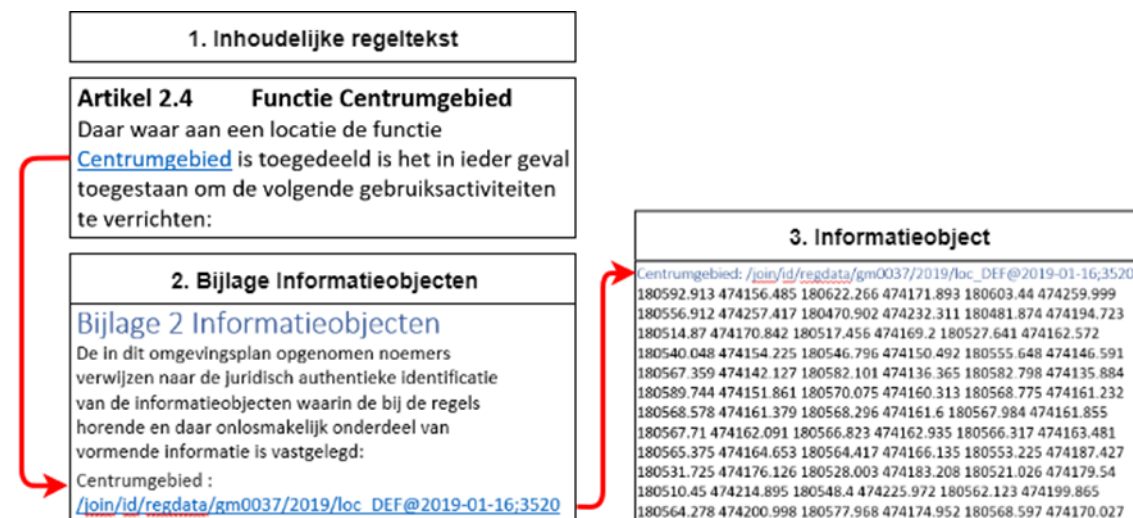 1. Inhoudelijke regeltekst
Artikel 2.4 Functie Centrumgebied
Daar waar aan een locatie de functie
Centrumgebied is toegedeeld is het in ieder geval
toegestaan om de volgende gebruiksactiviteiten
te verrichten:
2. Bijlage Informatieobjecten
Bijlage 2 Informatieobjecten
De in dit omgevingsplan opgenomen noemers
verwijzen naar de juridisch authentieke identificatie
van de informatieobjecten waarin de bij de regels
horende en daar onlosmakelijk onderdeel van
vormende informatie is vastgelegd:
Centrumgebied :
/join/id/regdata/gm0037/2019/loc_DEF@2019-01-16;3520
3. Informatieobject
Centrumgebied: /join/id/regdata/gm0037/2019/loc_DEF@2019-01-16;3520
180592.913 474156.485 180622.266 474171.893 180603.44 474259.999
180556.912 474257.417 180470.902 474232.311 180481.874 474194.723
180514.87 474170.842 180517.456 474169.2 180527.641 474162.572
180540.048 474154.225 180546.796 474150.492 180555.648 474146.591
180567.359 474142.127 180582.101 474136.365 180582.798 474135.884
180589.744 474151.861 180570.075 474160.313 180568.775 474161.232
180568.578 474161.379 180568.296 474161.6 180567.984 474161.855
180567.71 474162.091 180566.823 474162.935 180566.317 474163.481
180565.375 474164.653 180564.417 474166.135 180553.225 474187.427
180531.725 474176.126 180528.003 474183.208 180521.026 474179.54
180510.45 474214.895 180548.4 474225.972 180562.123 474199.865
180564.278 474200.998 180577.968 474174.952 180568.597 474170.027